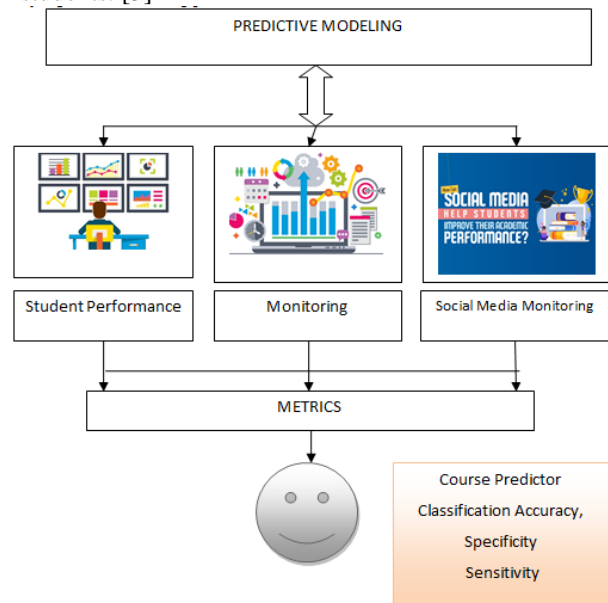 PREDICTIVE MODELING
SOCIAL MEDIA
HELP STUDENTS
IMPROVE THEIR ACADEMIC
PERFORMANCE?
Student Performance
Monitoring
Social Media Monitoring
METRICS
Course Predictor
Classification Accuracy,
Specificity
Sensitivity